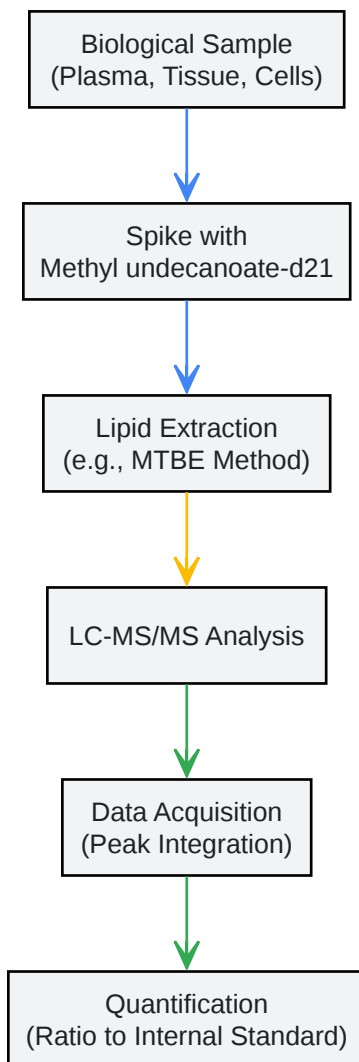 Biological Sample
(Plasma, Tissue, Cells)
Spike with
Methyl undecanoate-d21
Lipid Extraction
(e.g., MTBE Method)
LC-MS/MS Analysis
Data Acquisition
(Peak Integration)
Quantification
(Ratio to Internal Standard)